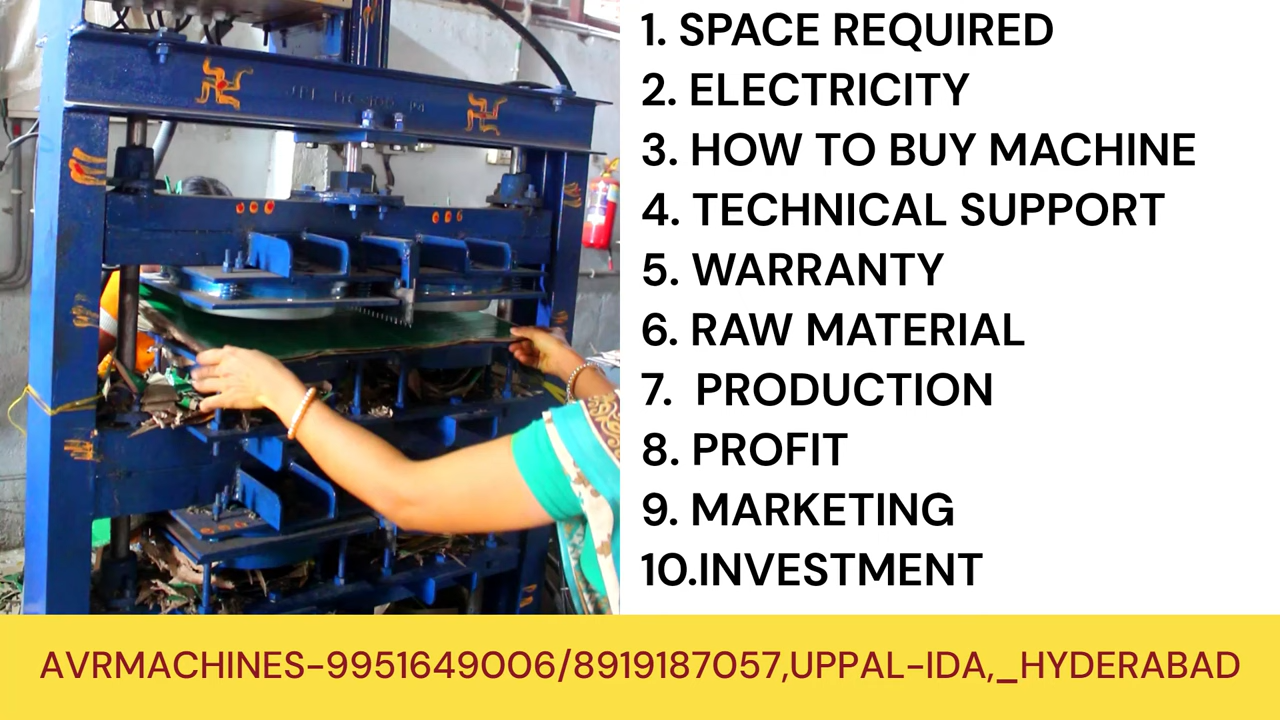 1. SPACE REQUIRED
2. ELECTRICITY
3. HOW TO BUY MACHINE
4. TECHNICAL SUPPORT
5. WARRANTY
6. RAW MATERIAL
7. PRODUCTION
8. PROFIT
9. MARKETING
10.INVESTMENT
AVRMACHINES-9951649006/8919187057,UPPAL-IDA,_HYDERABAD